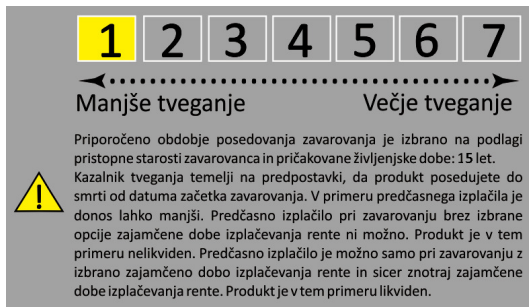 1 2 3 4 5 6 7
Manjše tveganje Večje tveganje
Priporočeno obdobje posedovanja zavarovanja je izbrano na podlagi
pristopne starosti zavarovanca in pričakovane življenjske dobe: 15 let.
Kazalnik tveganja temelji na predpostavki, da produkt posedujete do
smrti od datuma začetka zavarovanja. V primeru predčasnega izplačila je
donos lahko manjši. Predčasno izplačilo pri zavarovanju brez izbrane
opcije zajamčene dobe izplačevanja rente ni možno. Produkt je v tem
primeru nelikviden. Predčasno izplačilo je možno samo pri zavarovanju z
izbrano zajamčeno dobo izplačevanja rente in sicer znotraj zajamčene
dobe izplačevanja rente. Produkt je v tem primeru likviden.